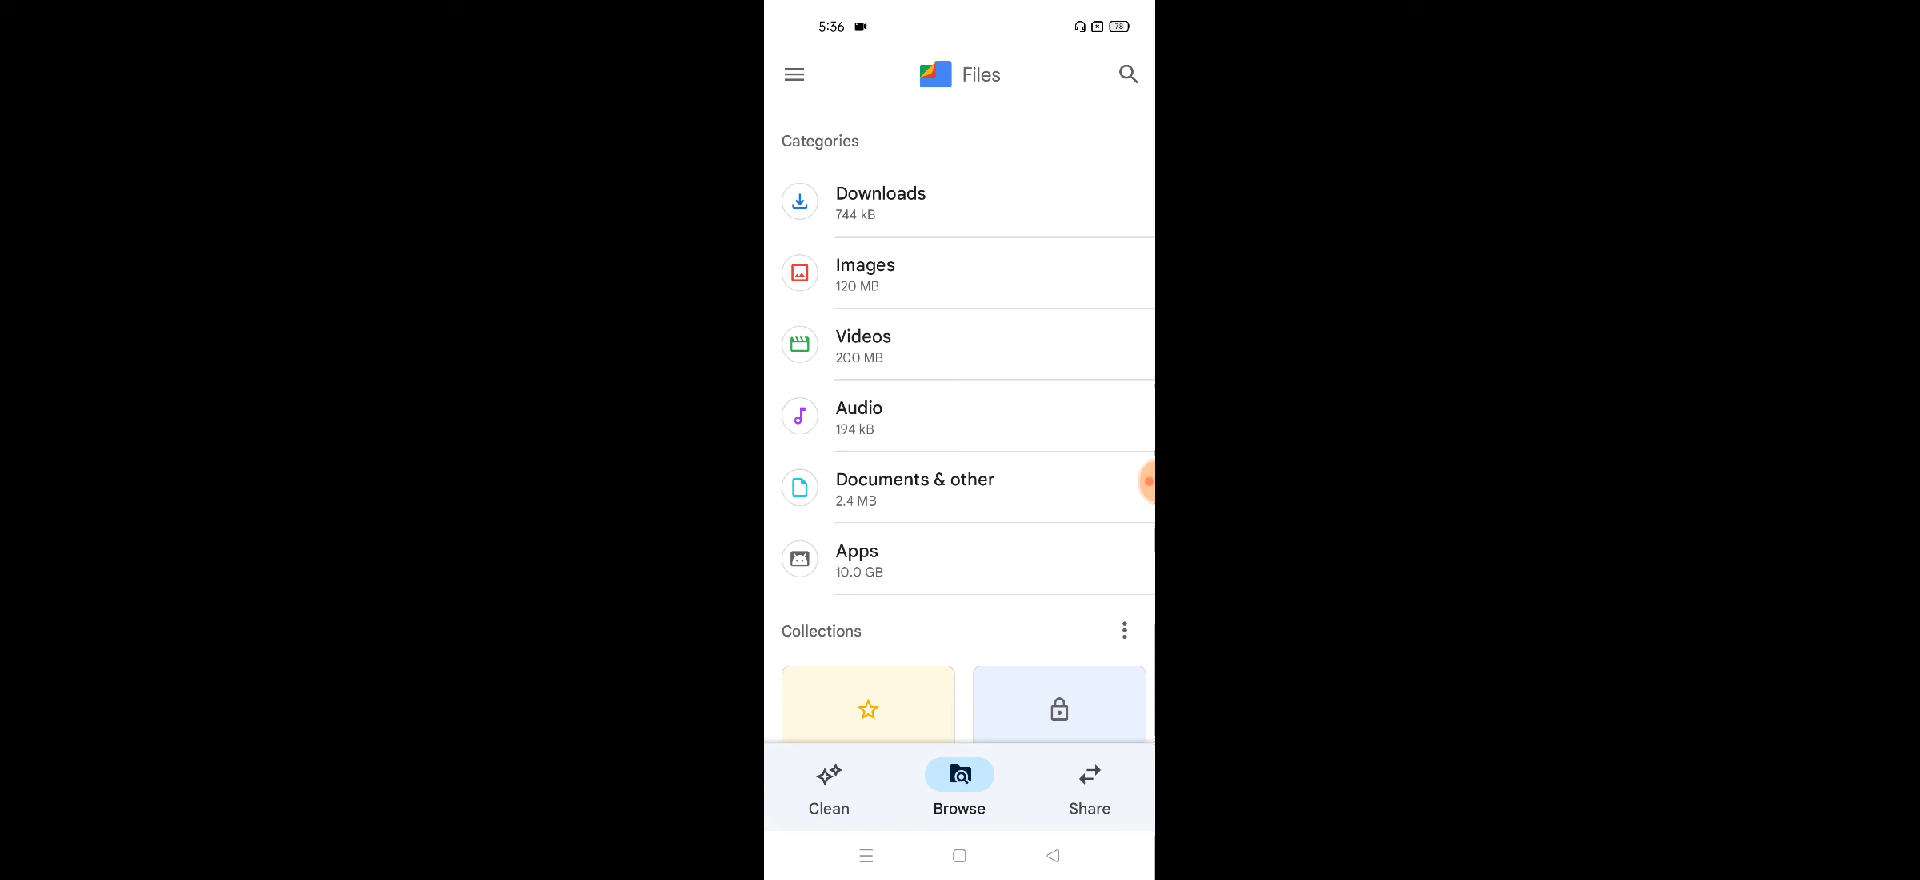 5:36
78
Files
Categories
Downloads
744 kB
Images
120 MB
Videos
200 MB
Audio
194 kB
Documents & other
2.4 MB
Apps
10.0 GB
Collections
Clean
Browse
Share